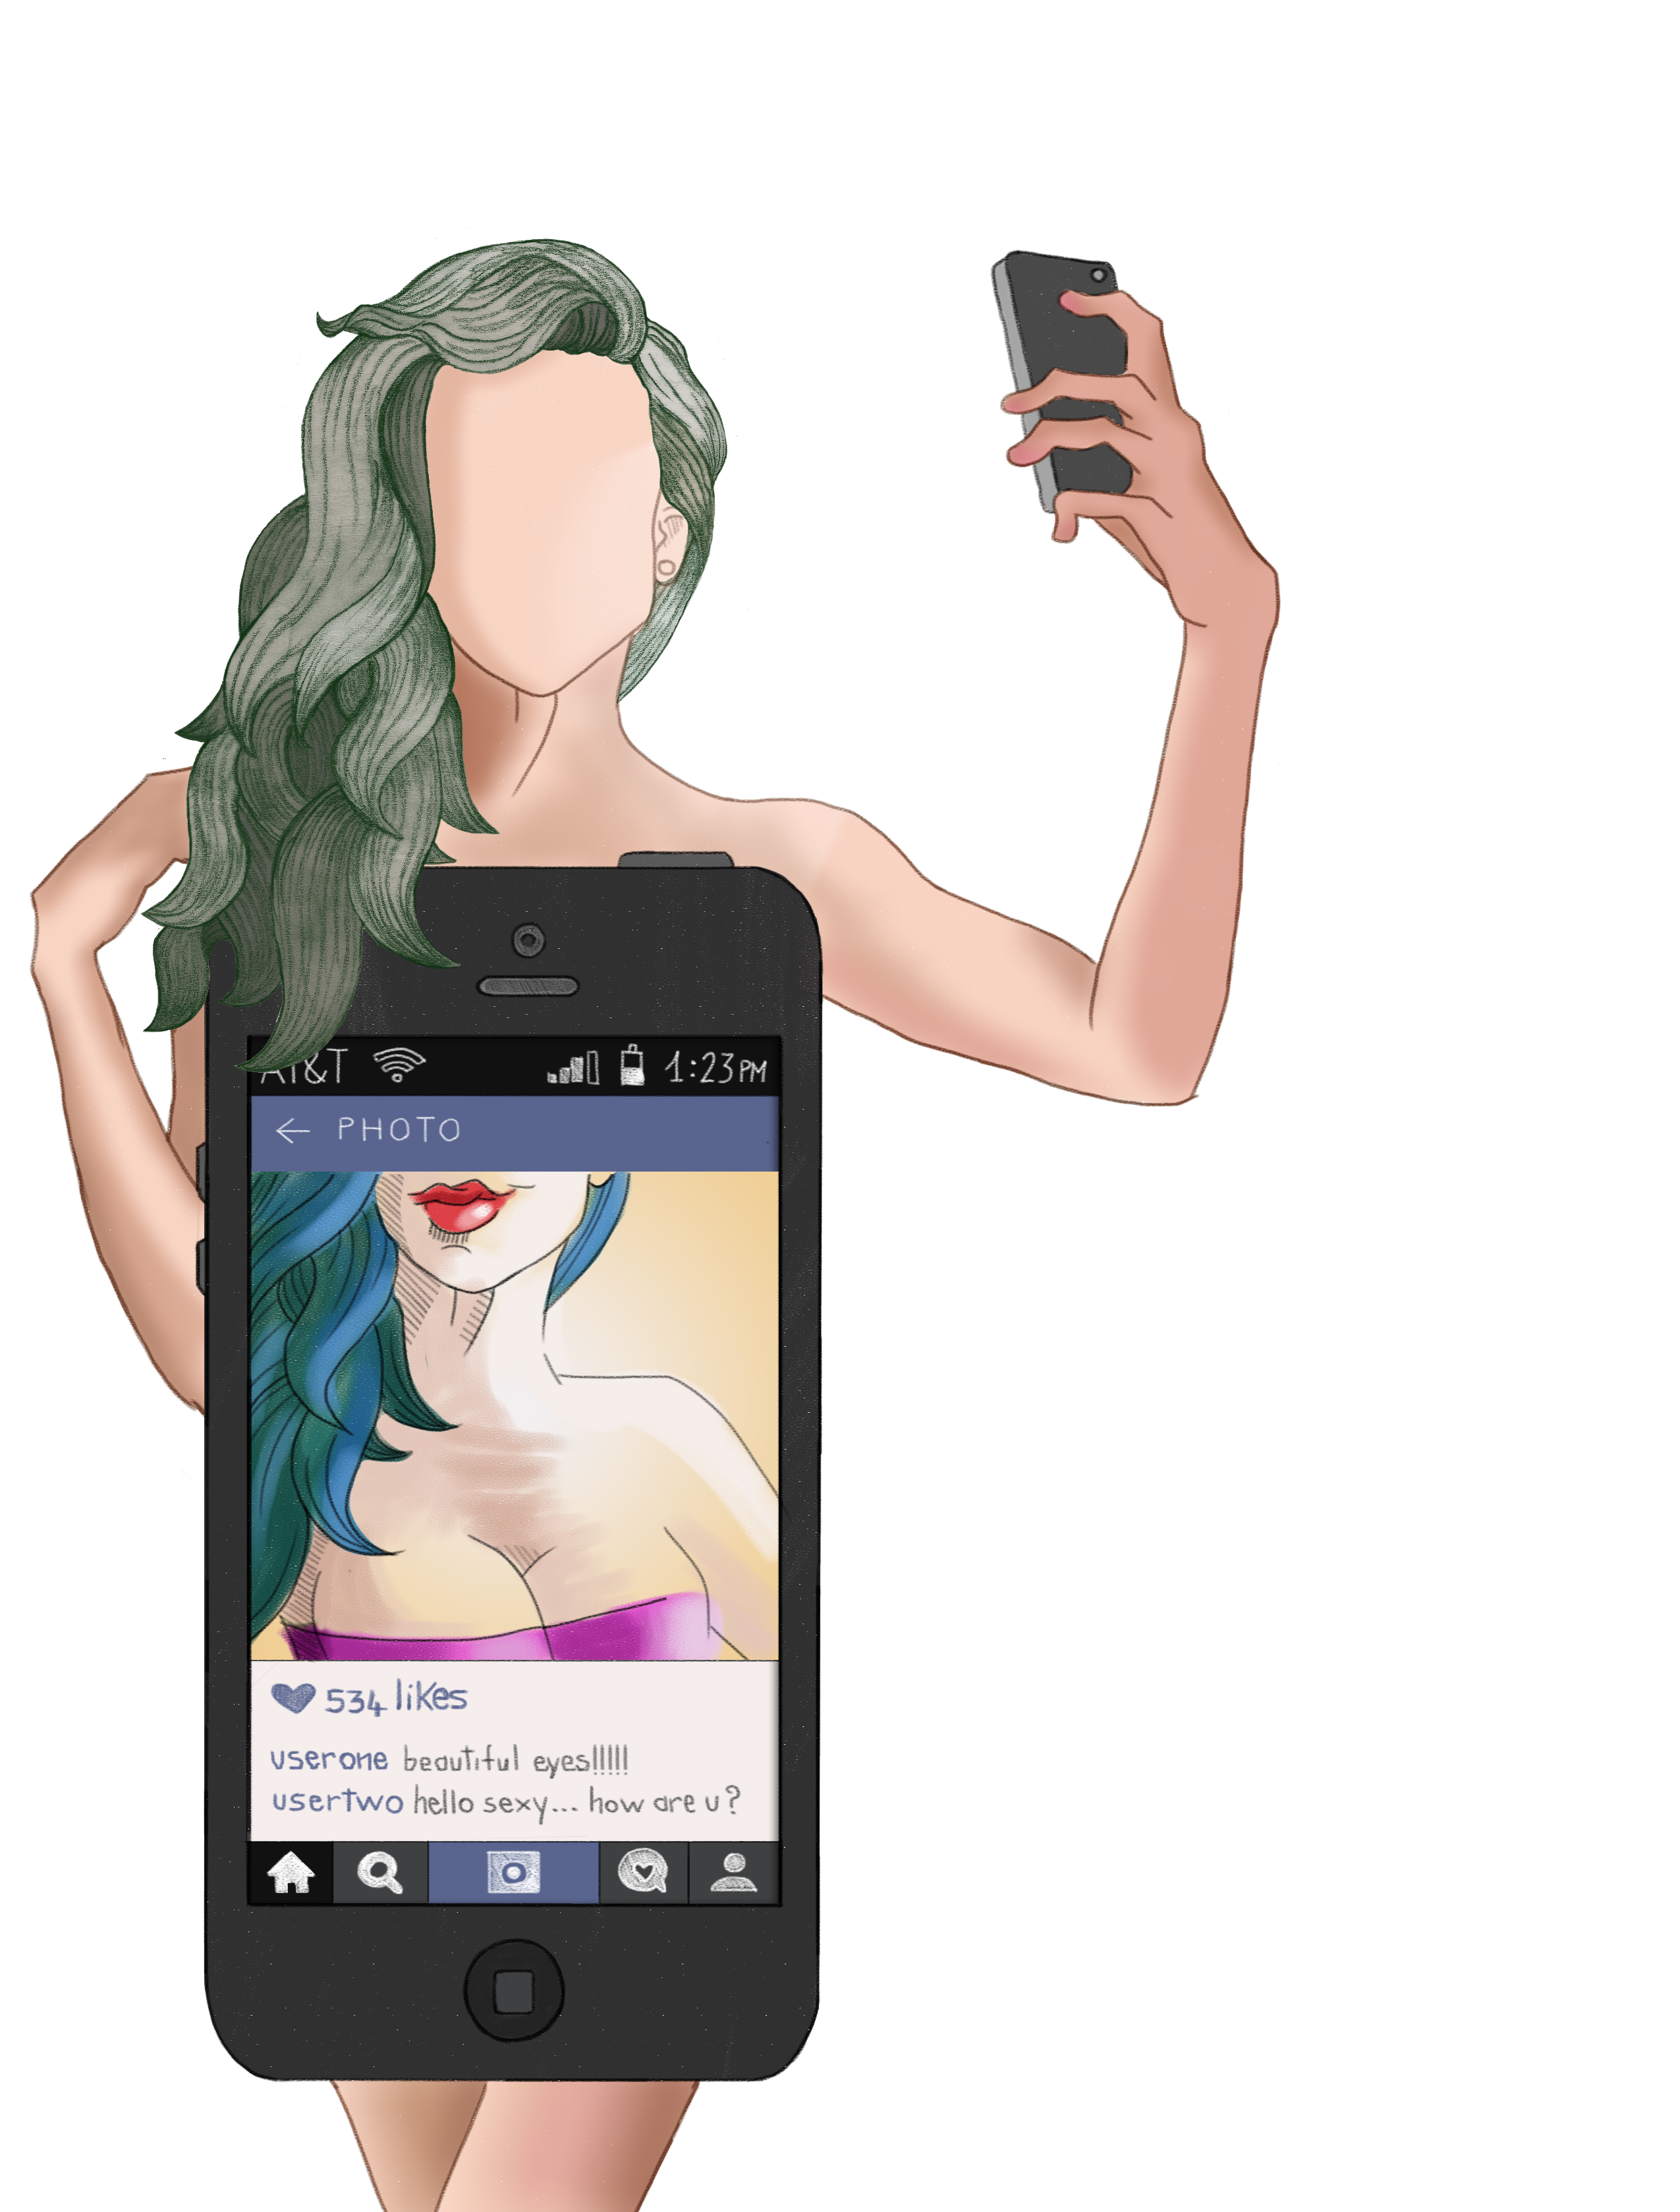 AT&T 1:23PM
← PHOTO
534 likes
userone beautiful eyes!!!!!
usertwo hello sexy... how are u?